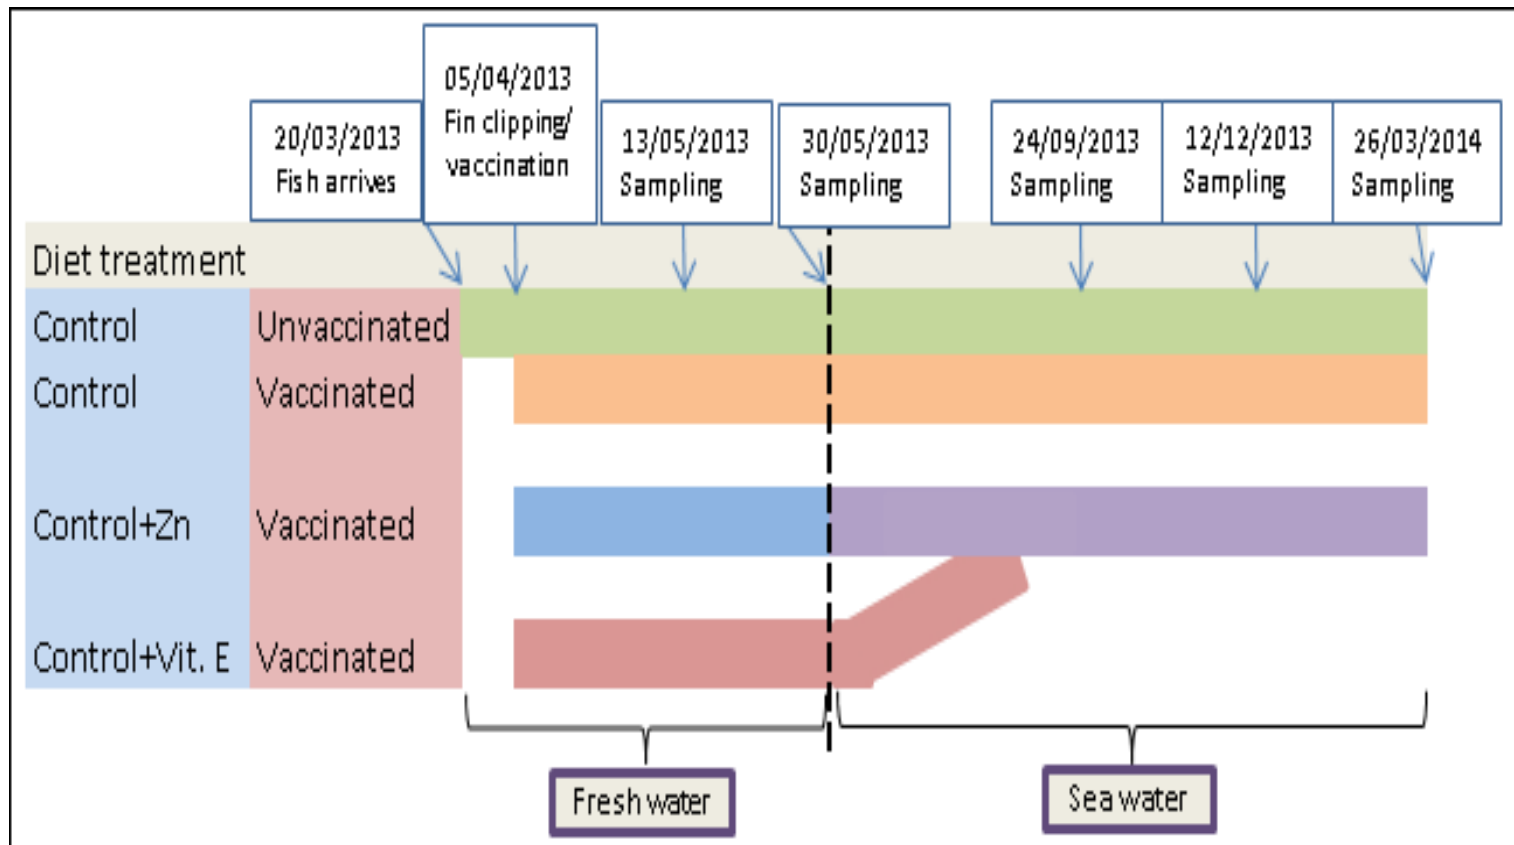 05/04/2013
Fin clipping/
vaccination
20/03/2013
Fish arrives
13/05/2013
Sampling
30/05/2013
Sampling
24/09/2013
Sampling
12/12/2013
Sampling
26/03/2014
Sampling
Diet treatment
Control Unvaccinated
Control Vaccinated
Control+Zn Vaccinated
Control+Vit. E Vaccinated
Fresh water
Sea water